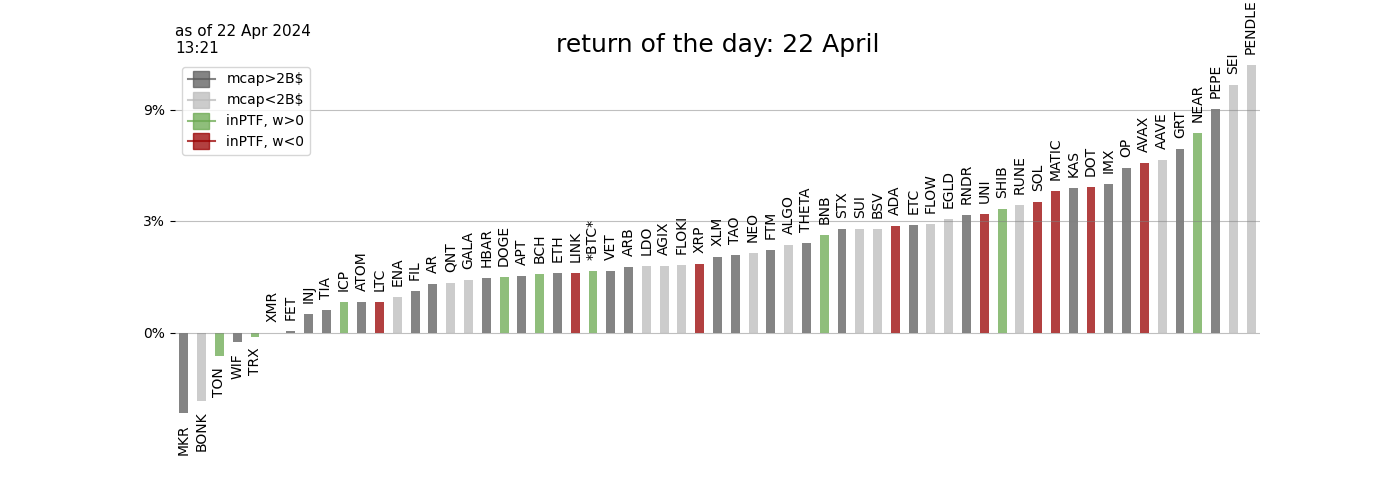 as of 22 Apr 2024
13:21
return of the day: 22 April
mcap>2B$
mcap<2B$
inPTF, w>0
inPTF, w<0
9%
3%
0%
MKR
BONK
TON
WIF
TRX
XMR
FET
INJ
TIA
ICP
ATOM
LTC
ENA
FIL
AR
QNT
GALA
HBAR
DOGE
APT
BCH
ETH
LINK
*BTC*
VET
ARB
LDO
AGIX
FLOKI
XRP
XLM
TAO
NEO
FTM
ALGO
THETA
BNB
STX
SUI
BSV
ADA
ETC
FLOW
EGLD
RNDR
UNI
SHIB
RUNE
SOL
MATIC
KAS
DOT
IMX
OP
AVAX
AAVE
GRT
NEAR
PEPE
SEI
PENDLE